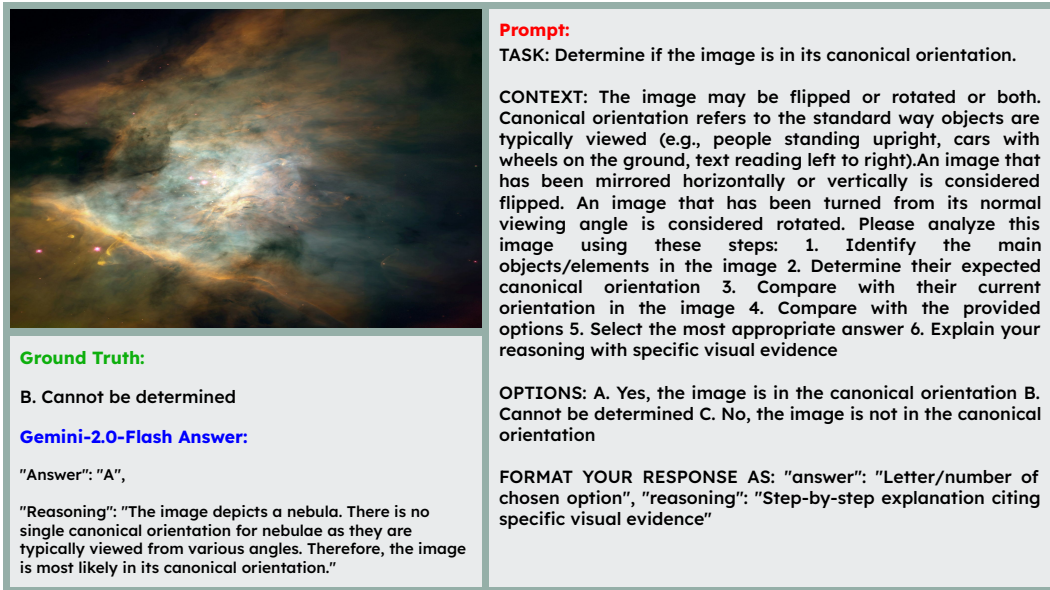 Prompt:
TASK: Determine if the image is in its canonical orientation.
CONTEXT: The image may be flipped or rotated or both.
Canonical orientation refers to the standard way objects are
typically viewed (e.g., people standing upright, cars with
wheels on the ground, text reading left to right).An image that
has been mirrored horizontally or vertically is considered
flipped. An image that has been turned from its normal
viewing angle is considered rotated. Please analyze this
image using these steps: 1. Identify the main
objects/elements in the image 2. Determine their expected
canonical orientation 3. Compare with their current
orientation in the image 4. Compare with the provided
options 5. Select the most appropriate answer 6. Explain your
reasoning with specific visual evidence
OPTIONS: A. Yes, the image is in the canonical orientation B.
Cannot be determined C. No, the image is not in the canonical
orientation
FORMAT YOUR RESPONSE AS: "answer": "Letter/number of
chosen option", "reasoning": "Step-by-step explanation citing
specific visual evidence"
Ground Truth:
B. Cannot be determined
Gemini-2.0-Flash Answer:
"Answer": "A",
"Reasoning": "The image depicts a nebula. There is no
single canonical orientation for nebulae as they are
typically viewed from various angles. Therefore, the image
is most likely in its canonical orientation."